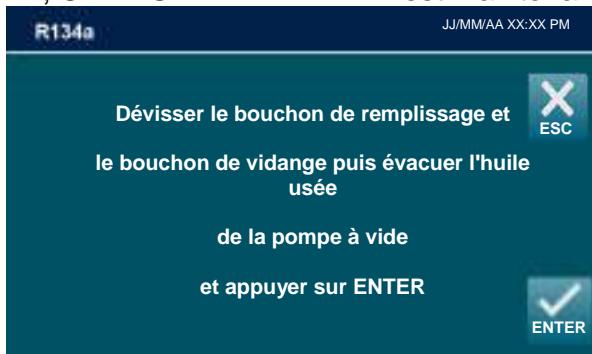 R134a
JJ/MM/AA XX:XX PM
Dévisser le bouchon de remplissage et
ESC
le bouchon de vidange puis évacuer l'huile
usée
de la pompe à vide
et appuyer sur ENTER
ENTER